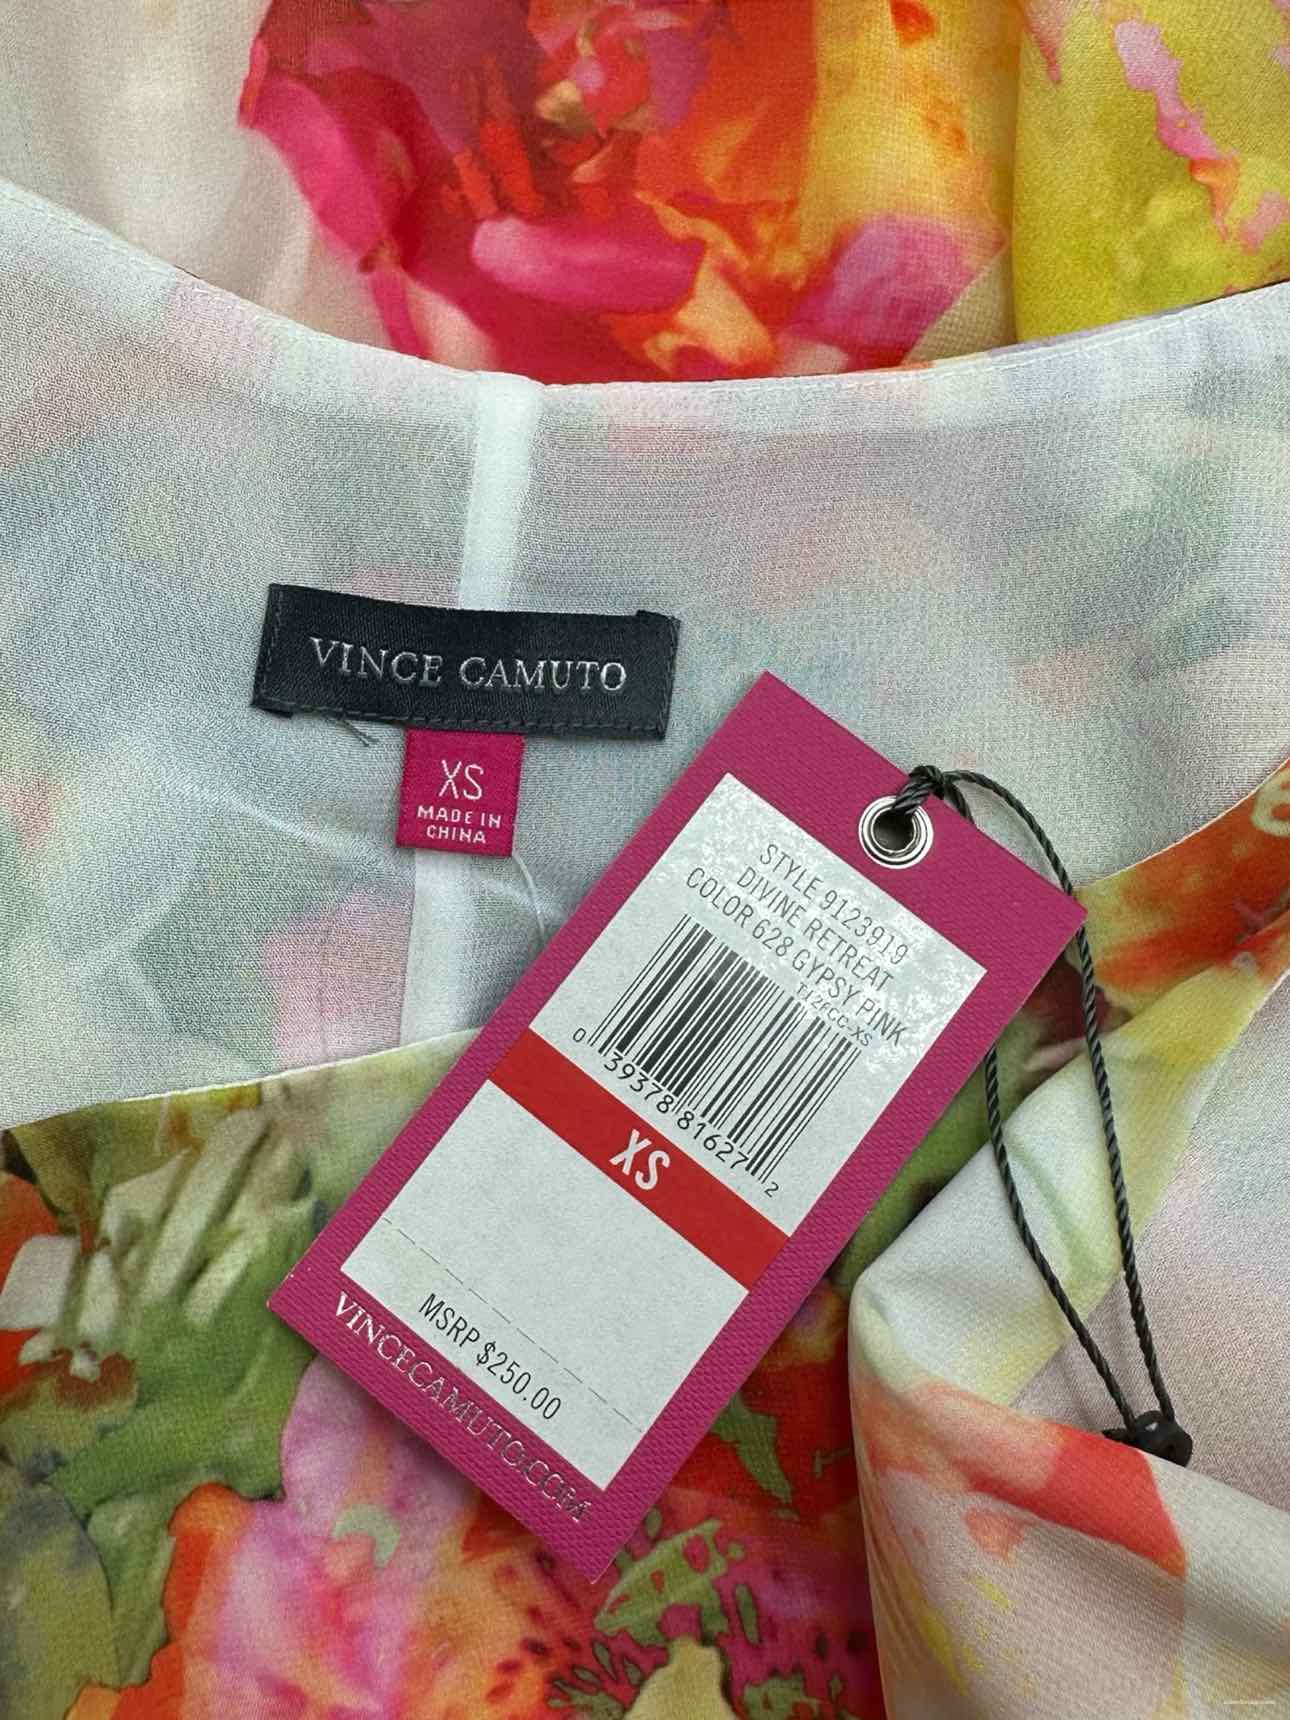 VINCE CAMUTO
XS
MADE IN
CHINA
STYLE 9123919
DIVINE RETREAT
COLOR 628 GYPSY PINK
0 39378 81627 2
XS
MSRP $250.00
VINCECAMUTO.COM